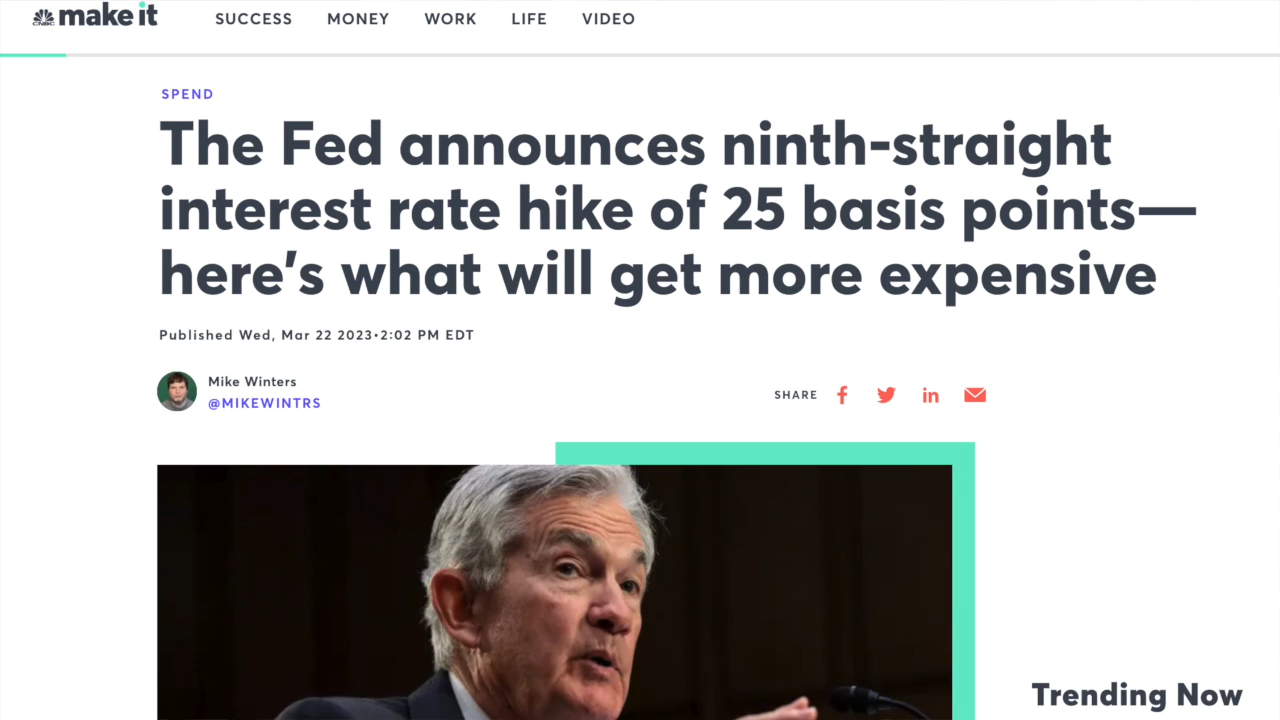 CNBC make it
SUCCESS MONEY WORK LIFE VIDEO
SPEND
The Fed announces ninth-straight
interest rate hike of 25 basis points—
here's what will get more expensive
Published Wed, Mar 22 2023•2:02 PM EDT
Mike Winters
@MIKEWINTRS
SHARE
Trending Now